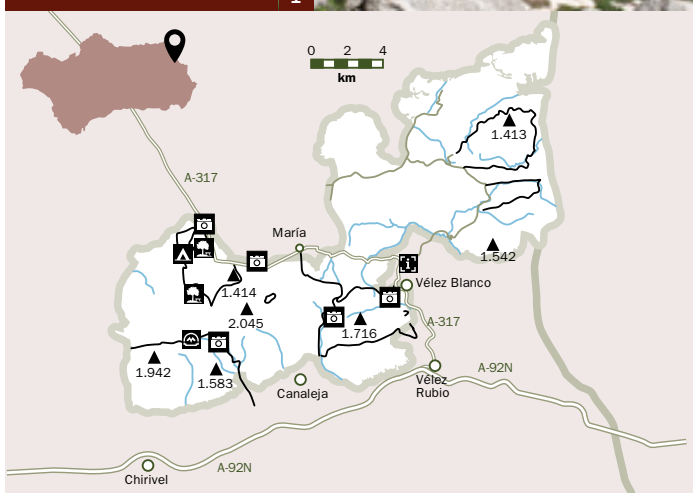 1
0 2 4
km
1.413
A-317
María
1.542
Vélez Blanco
1.414
2.045
1.716
A-317
1.942
1.583
Canaleja
Vélez
Rubio
A-92N
A-92N
Chirivel